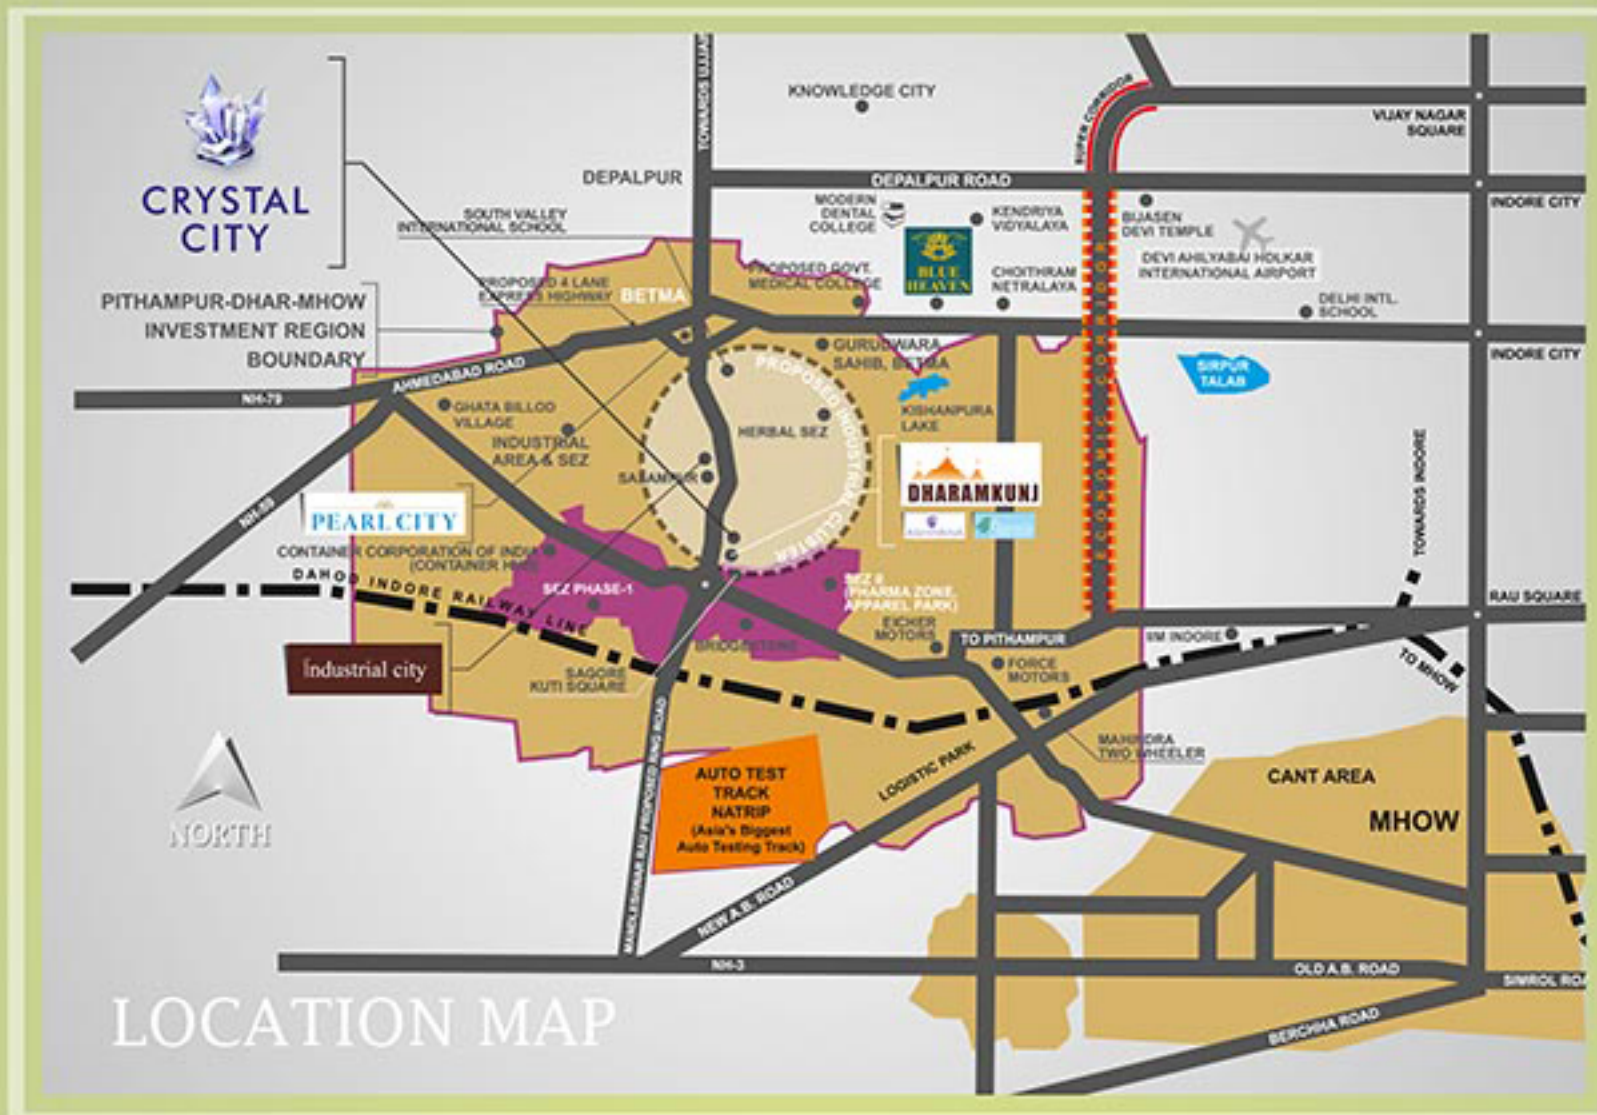 CRYSTAL
CITY
TOWARDS UJJAIN
KNOWLEDGE CITY
SUPER CORRIDOR
VIJAY NAGAR
SQUARE
DEPALPUR
DEPALPUR ROAD
INDORE CITY
SOUTH VALLEY
INTERNATIONAL SCHOOL
MODERN
DENTAL
COLLEGE
KENDRIYA
VIDYALAYA
BIJASEN
DEVI TEMPLE
DEVI AHILYABAI HOLKAR
INTERNATIONAL AIRPORT
BLUE
HEAVEN
CHOITHRAM
NETRALAYA
PROPOSED GOVT.
MEDICAL COLLEGE
PROPOSED 4 LANE
EXPRESS HIGHWAY
BETMA
DELHI INTL.
SCHOOL
PITHAMPUR-DHAR-MHOW
INVESTMENT REGION
BOUNDARY
GURUDWARA
SAHIB, BETMA
INDORE CITY
AHMEDABAD ROAD
NH-79
SIRPUR
TALAB
GHATA BILLOD
VILLAGE
KISHANPURA
LAKE
PROPOSED INDUSTRIAL CLUSTER
HERBAL SEZ
INDUSTRIAL
AREA & SEZ
ECONOMIC CORRIDOR
SALAMPUR
DHARAMKUNJ
TOWARDS INDORE
PEARL CITY
NH-59
CONTAINER CORPORATION OF INDIA
(CONTAINER HUB)
DAHOD INDORE RAILWAY LINE
SEZ PHASE-1
SEZ II
(PHARMA ZONE,
APPAREL PARK)
RAU SQUARE
EICHER
MOTORS
TO PITHAMPUR
IIM INDORE
BRIDGESTONE
Industrial city
SAGORE
KUTI SQUARE
FORCE
MOTORS
TO MHOW
MANDLESHWAR RAU PROPOSED RING ROAD
MAHINDRA
TWO WHEELER
LOGISTIC PARK
AUTO TEST
TRACK
NATRIP
(Asia's Biggest
Auto Testing Track)
CANT AREA
MHOW
NORTH
NEW A.B. ROAD
NH-3
OLD A.B. ROAD
SIMROL
BERCHHA ROAD
LOCATION MAP